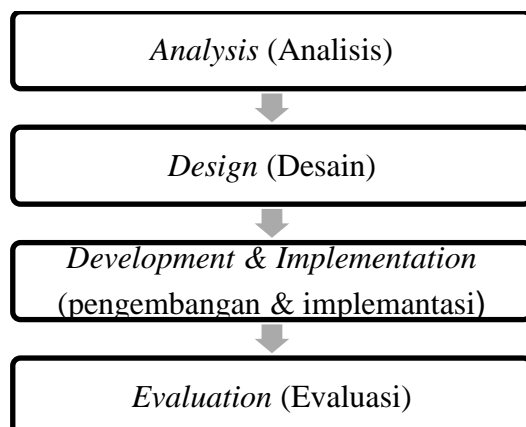 Analysis (Analisis)
Design (Desain)
Development & Implementation
(pengembangan & implemantasi)
Evaluation (Evaluasi)